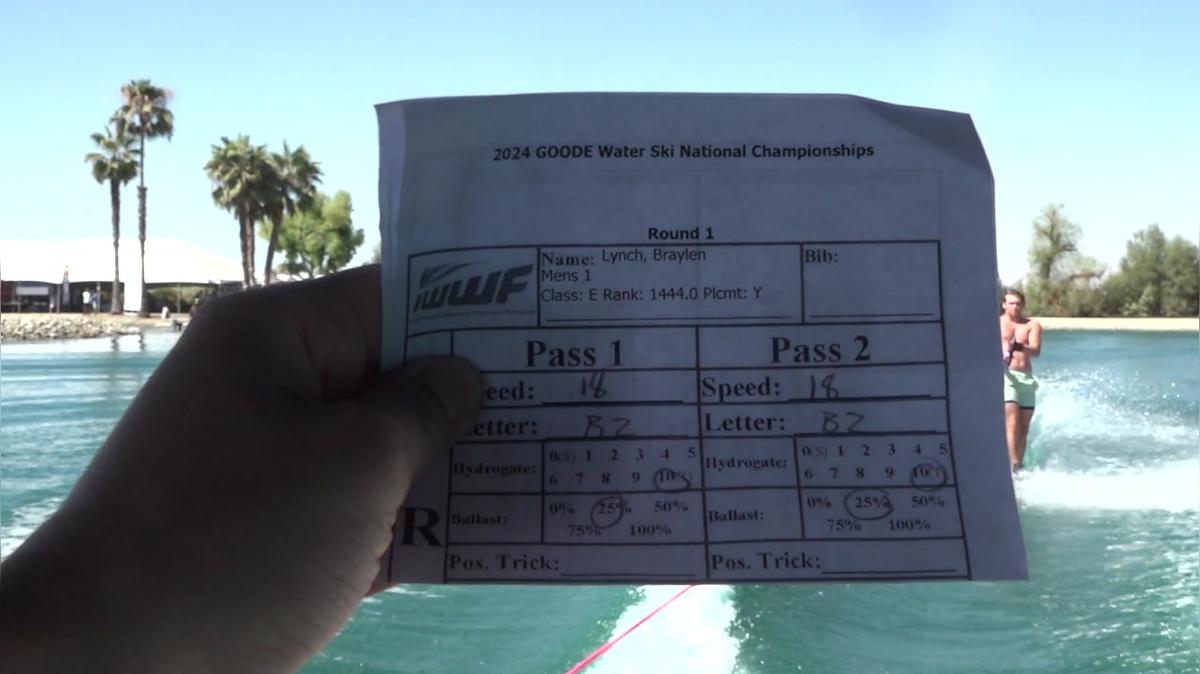 2024 GOODE Water Ski National Championships
Round 1
IWWF
Name: Lynch, Braylen
Mens 1
Class: E Rank: 1444.0 Plcmt: Y
Bib:
Pass 1 Pass 2
eed: 18 Speed: 18
Letter: B2 Letter: B2
Hydrogate: 0(S) 1 2 3 4 5 Hydrogate: 0(S) 1 2 3 4 5
6 7 8 9 10 6 7 8 9 10
R
Ballast: 0% 25% 50% Ballast: 0% 25% 50%
75% 100% 75% 100%
Pos. Trick: Pos. Trick: